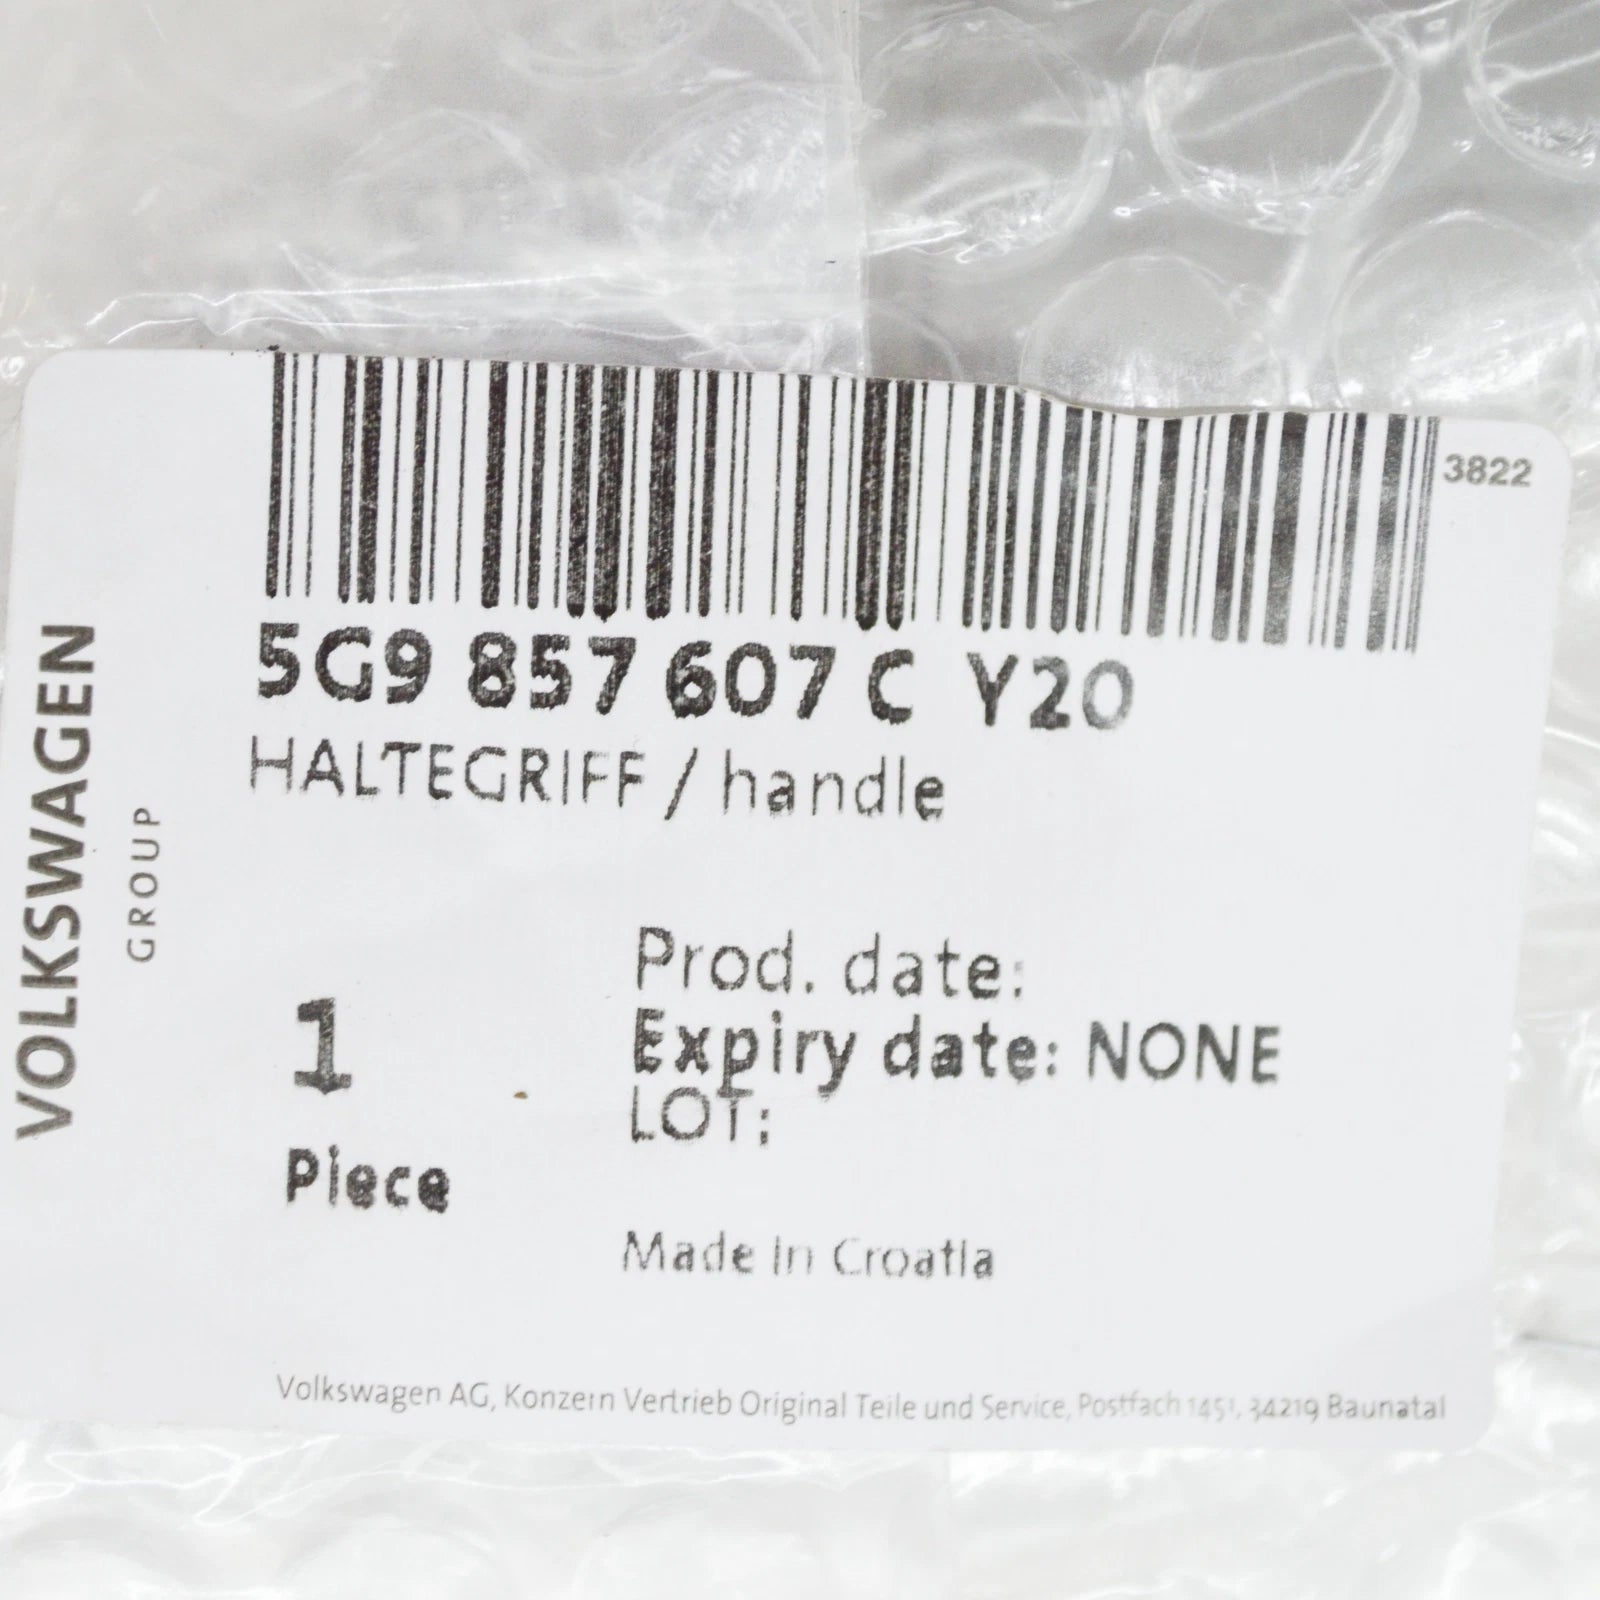 3822
5G9 857 607 C Y20
HALTEGRIFF / handle
VOLKSWAGEN
GROUP
Prod. date:
Expiry date: NONE
LOT:
1
Piece
Made in Croatia
Volkswagen AG, Konzern Vertrieb Original Teile und Service, Postfach 1451, 34219 Baunatal